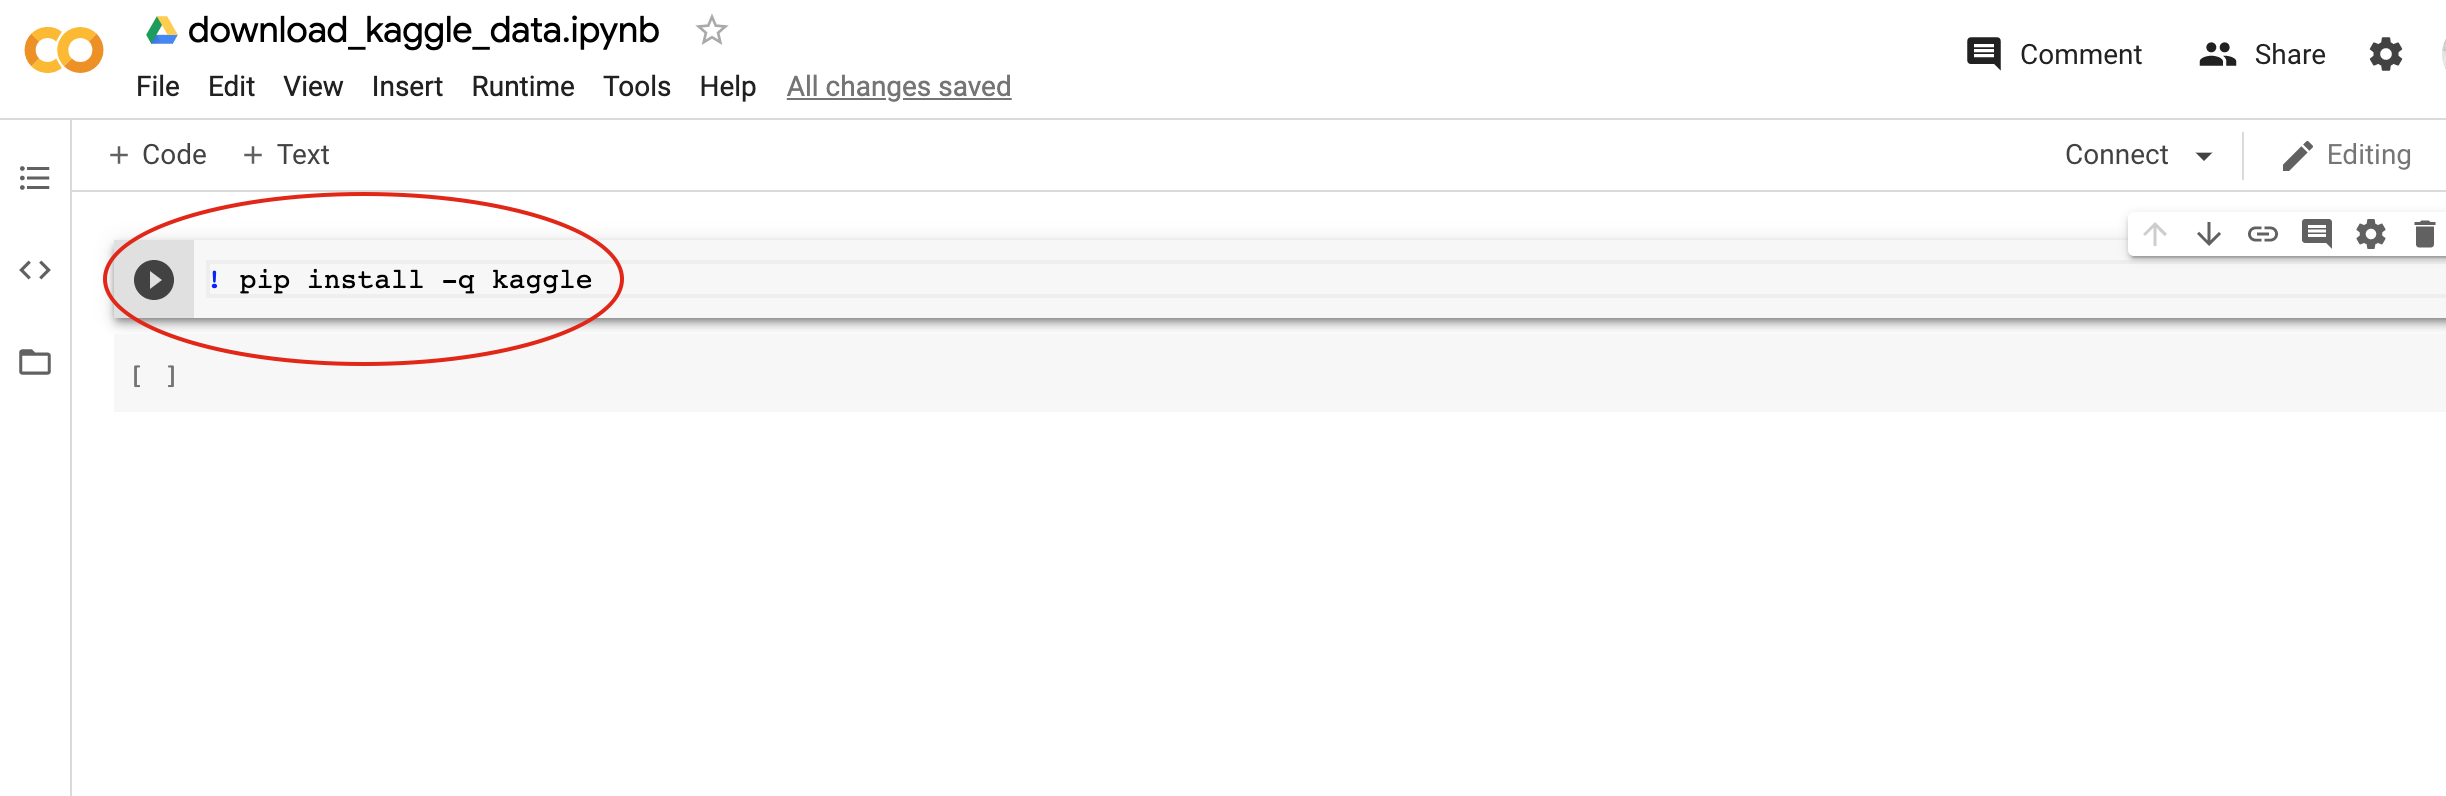 download_kaggle_data.ipynb
File Edit View Insert Runtime Tools Help All changes saved
Comment Share
+ Code + Text
Connect Editing
! pip install -q kaggle
[ ]